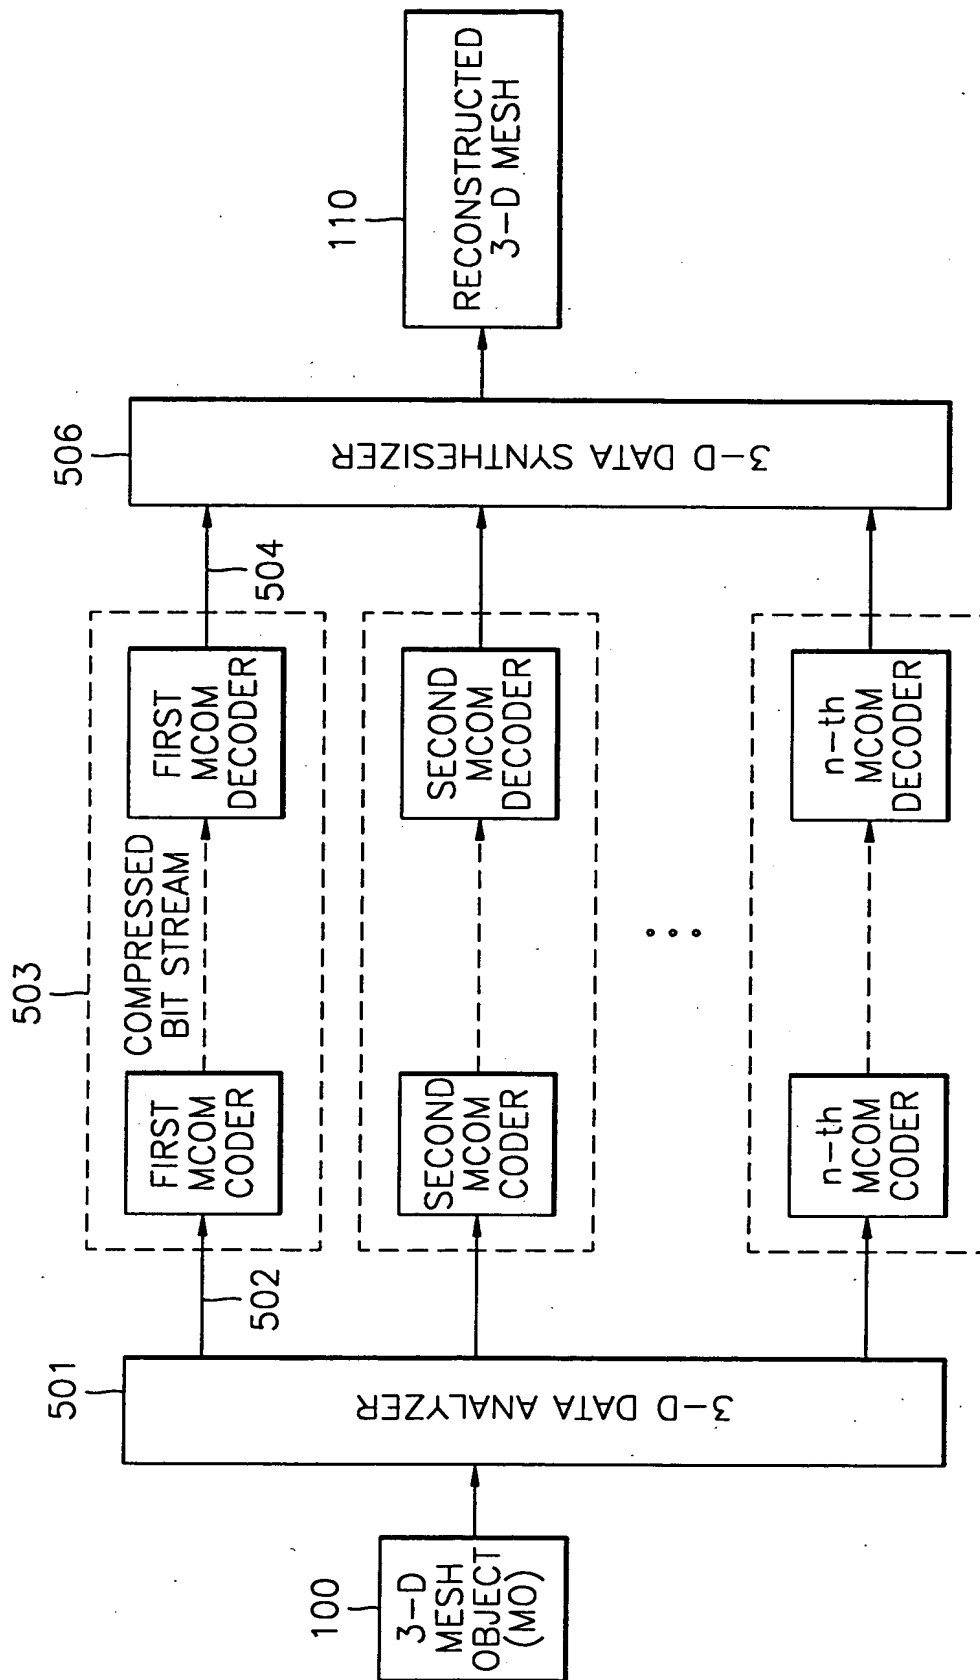 100
3-D
MESH
OBJECT
(MO)
501
3-D DATA ANALYZER
502
503
FIRST
MCOM
CODER
COMPRESSED
BIT STREAM
FIRST
MCOM
DECODER
504
SECOND
MCOM
CODER
SECOND
MCOM
DECODER
n-th
MCOM
CODER
n-th
MCOM
DECODER
506
3-D DATA SYNTHESIZER
110
RECONSTRUCTED
3-D MESH